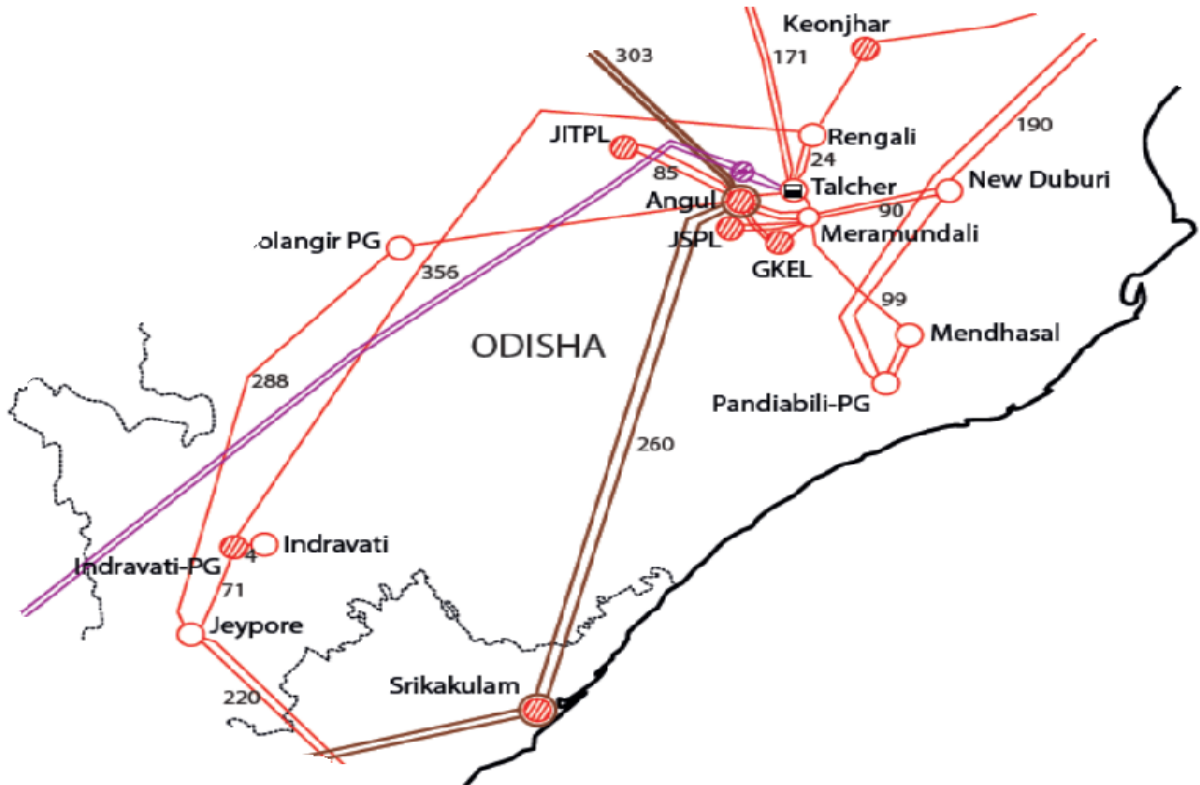 Keonjhar
303
171
190
JITPL
Rengali
24
85
Talcher
New Duburi
Angul
90
JSPL
Meramundali
olangir PG
GKEL
356
99
ODISHA
Mendhasal
288
Pandiabili-PG
260
Indravati
4
Indravati-PG
71
Jeypore
Srikakulam
220